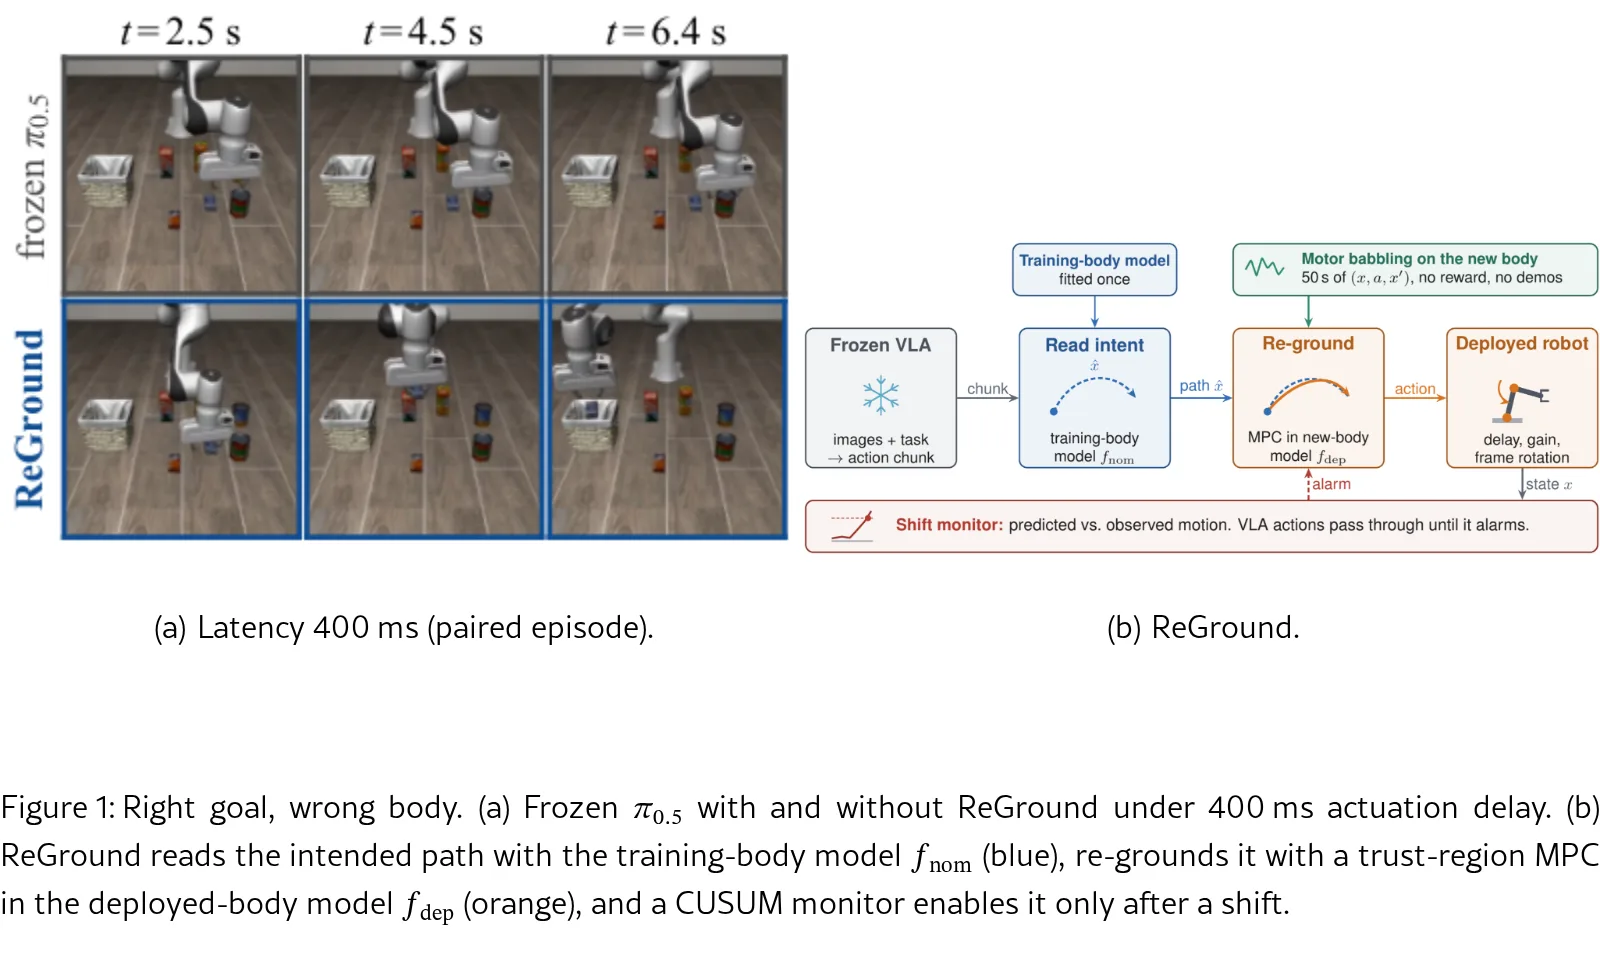 t = 2.5 s
t = 4.5 s
t = 6.4 s
frozen π0.5
ReGround
Training-body model
fitted once
Motor babbling on the new body
50 s of (x, a, x′), no reward, no demos
Frozen VLA
images + task
→ action chunk
chunk
Read intent
x̂
training-body
model fnom
path x̂
Re-ground
MPC in new-body
model fdep
action
Deployed robot
delay, gain,
frame rotation
alarm
state x
Shift monitor: predicted vs. observed motion. VLA actions pass through until it alarms.
(a) Latency 400 ms (paired episode).
(b) ReGround.
Figure 1: Right goal, wrong body. (a) Frozen π0.5 with and without ReGround under 400 ms actuation delay. (b)
ReGround reads the intended path with the training-body model fnom (blue), re-grounds it with a trust-region MPC
in the deployed-body model fdep (orange), and a CUSUM monitor enables it only after a shift.